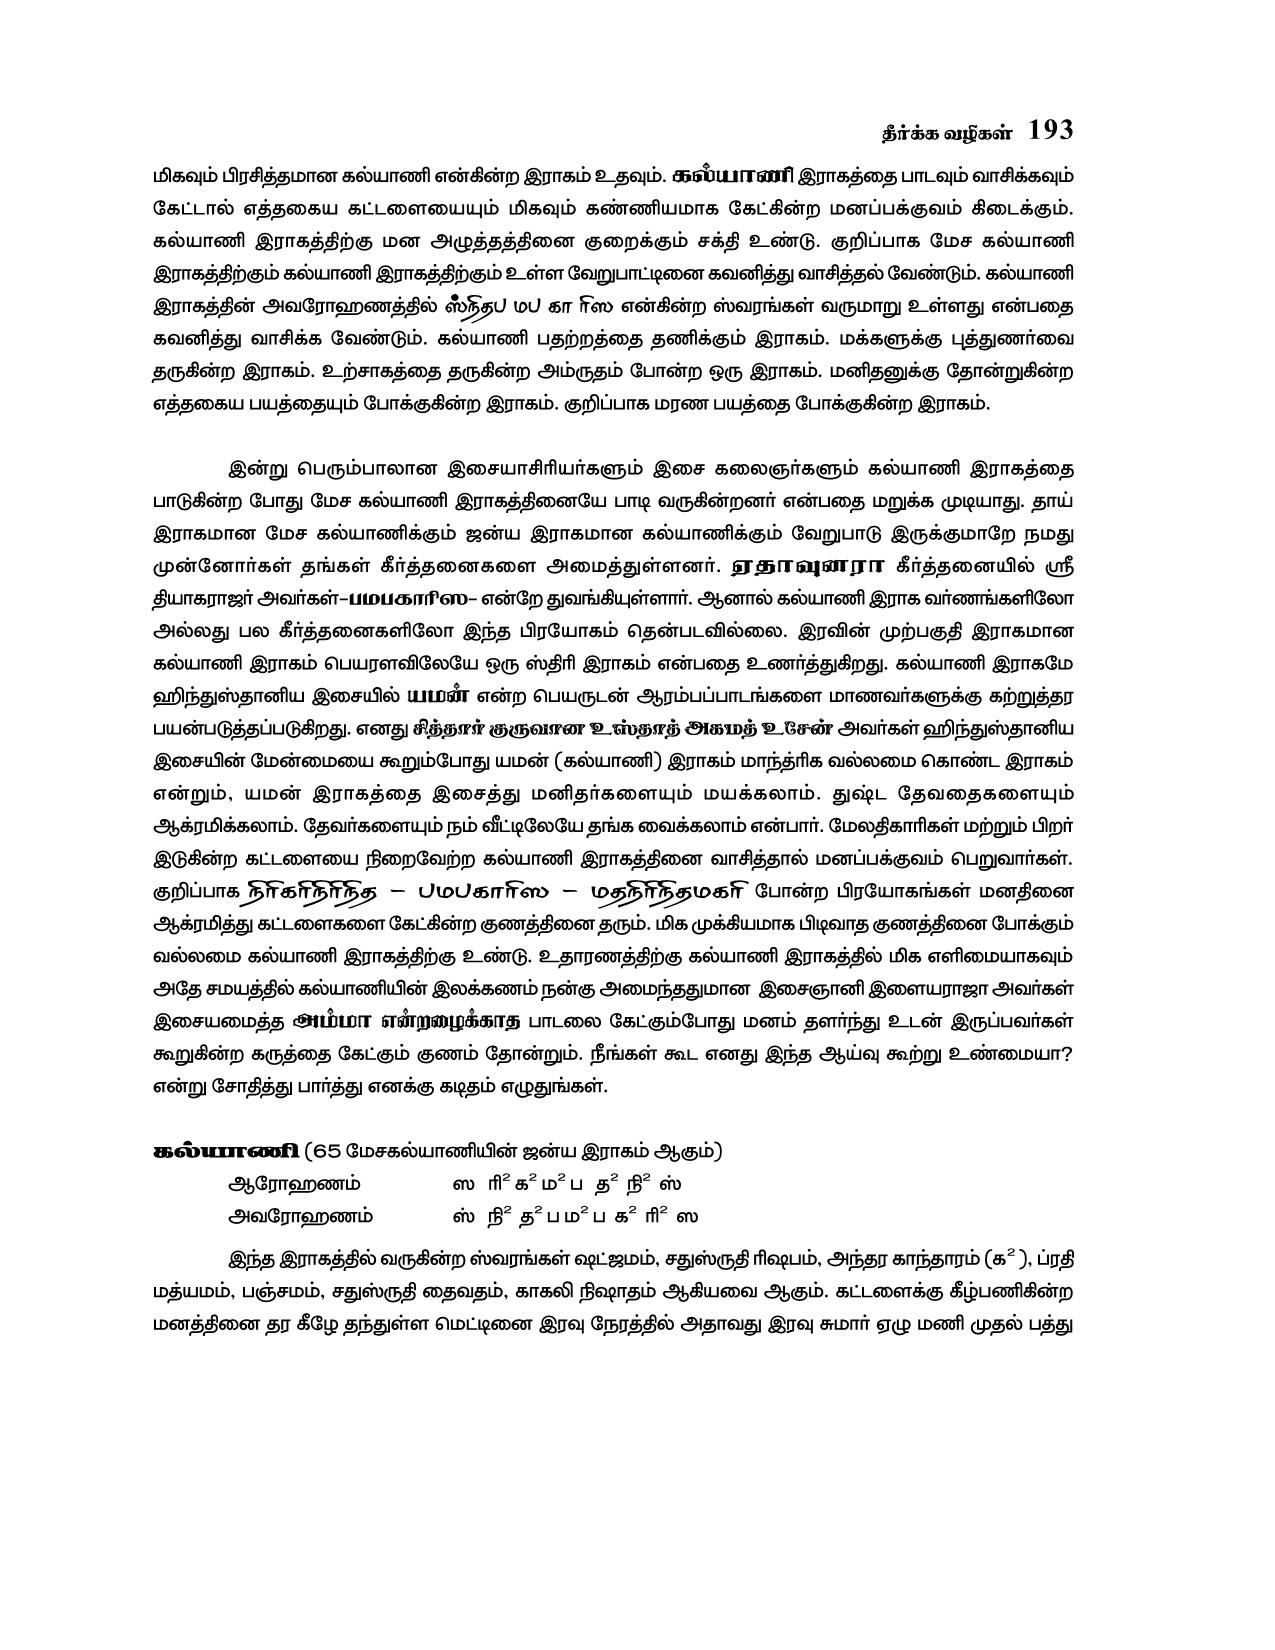 தீர்க்க வழிகள் 193
மிகவும் பிரசித்தமான கல்யாணி என்கின்ற இராகம் உதவும். கல்யாணி இராகத்தை பாடவும் வாசிக்கவும்
கேட்டால் எத்தகைய கட்டளையையும் மிகவும் கண்ணியமாக கேட்கின்ற மனப்பக்குவம் கிடைக்கும்.
கல்யாணி இராகத்திற்கு மன அழுத்தத்தினை குறைக்கும் சக்தி உண்டு. குறிப்பாக மேச கல்யாணி
இராகத்திற்கும் கல்யாணி இராகத்திற்கும் உள்ள வேறுபாட்டினை கவனித்து வாசித்தல் வேண்டும். கல்யாணி
இராகத்தின் அவரோஹணத்தில் ஸ்நிதப மப கா ரிஸ என்கின்ற ஸ்வரங்கள் வருமாறு உள்ளது என்பதை
கவனித்து வாசிக்க வேண்டும். கல்யாணி பதற்றத்தை தணிக்கும் இராகம். மக்களுக்கு புத்துணர்வை
தருகின்ற இராகம். உற்சாகத்தை தருகின்ற அம்ருதம் போன்ற ஒரு இராகம். மனிதனுக்கு தோன்றுகின்ற
எத்தகைய பயத்தையும் போக்குகின்ற இராகம். குறிப்பாக மரண பயத்தை போக்குகின்ற இராகம்.
இன்று பெரும்பாலான இசையாசிரியர்களும் இசை கலைஞர்களும் கல்யாணி இராகத்தை
பாடுகின்ற போது மேச கல்யாணி இராகத்தினையே பாடி வருகின்றனர் என்பதை மறுக்க முடியாது. தாய்
இராகமான மேச கல்யாணிக்கும் ஜன்ய இராகமான கல்யாணிக்கும் வேறுபாடு இருக்குமாறே நமது
முன்னோர்கள் தங்கள் கீர்த்தனைகளை அமைத்துள்ளனர். ஏதாவுனரா கீர்த்தனையில் ஸ்ரீ
தியாகராஜர் அவர்கள்-பமபகாரிஸ- என்றே துவங்கியுள்ளார். ஆனால் கல்யாணி இராக வர்ணங்களிலோ
அல்லது பல கீர்த்தனைகளிலோ இந்த பிரயோகம் தென்படவில்லை. இரவின் முற்பகுதி இராகமான
கல்யாணி இராகம் பெயரளவிலேயே ஒரு ஸ்திரி இராகம் என்பதை உணர்த்துகிறது. கல்யாணி இராகமே
ஹிந்துஸ்தானிய இசையில் யமன் என்ற பெயருடன் ஆரம்பப்பாடங்களை மாணவர்களுக்கு கற்றுத்தர
பயன்படுத்தப்படுகிறது. எனது சித்தார் குருவான உஸ்தாத் அகமத் உசேன் அவர்கள் ஹிந்துஸ்தானிய
இசையின் மேன்மையை கூறும்போது யமன் (கல்யாணி) இராகம் மாந்த்ரிக வல்லமை கொண்ட இராகம்
என்றும், யமன் இராகத்தை இசைத்து மனிதர்களையும் மயக்கலாம். துஷ்ட தேவதைகளையும்
ஆக்ரமிக்கலாம். தேவர்களையும் நம் வீட்டிலேயே தங்க வைக்கலாம் என்பார். மேலதிகாரிகள் மற்றும் பிறர்
இடுகின்ற கட்டளையை நிறைவேற்ற கல்யாணி இராகத்தினை வாசித்தால் மனப்பக்குவம் பெறுவார்கள்.
குறிப்பாக நிரிகரிநிரிநித – பமபகாரிஸ – மதநிரிநிதமகரி போன்ற பிரயோகங்கள் மனதினை
ஆக்ரமித்து கட்டளைகளை கேட்கின்ற குணத்தினை தரும். மிக முக்கியமாக பிடிவாத குணத்தினை போக்கும்
வல்லமை கல்யாணி இராகத்திற்கு உண்டு. உதாரணத்திற்கு கல்யாணி இராகத்தில் மிக எளிமையாகவும்
அதே சமயத்தில் கல்யாணியின் இலக்கணம் நன்கு அமைந்ததுமான இசைஞானி இளையராஜா அவர்கள்
இசையமைத்த அம்மா என்றழைக்காத பாடலை கேட்கும்போது மனம் தளர்ந்து உடன் இருப்பவர்கள்
கூறுகின்ற கருத்தை கேட்கும் குணம் தோன்றும். நீங்கள் கூட எனது இந்த ஆய்வு கூற்று உண்மையா?
என்று சோதித்து பார்த்து எனக்கு கடிதம் எழுதுங்கள்.
கல்யாணி (65 மேசகல்யாணியின் ஜன்ய இராகம் ஆகும்)
ஆரோஹணம் ஸ ரி² க² ம² ப த² நி² ஸ்
அவரோஹணம் ஸ் நி² த² ப ம² ப க² ரி² ஸ
இந்த இராகத்தில் வருகின்ற ஸ்வரங்கள் ஷட்ஜமம், சதுஸ்ருதி ரிஷபம், அந்தர காந்தாரம் (க²), ப்ரதி
மத்யமம், பஞ்சமம், சதுஸ்ருதி தைவதம், காகலி நிஷாதம் ஆகியவை ஆகும். கட்டளைக்கு கீழ்பணிகின்ற
மனத்தினை தர கீழே தந்துள்ள மெட்டினை இரவு நேரத்தில் அதாவது இரவு சுமார் ஏழு மணி முதல் பத்து